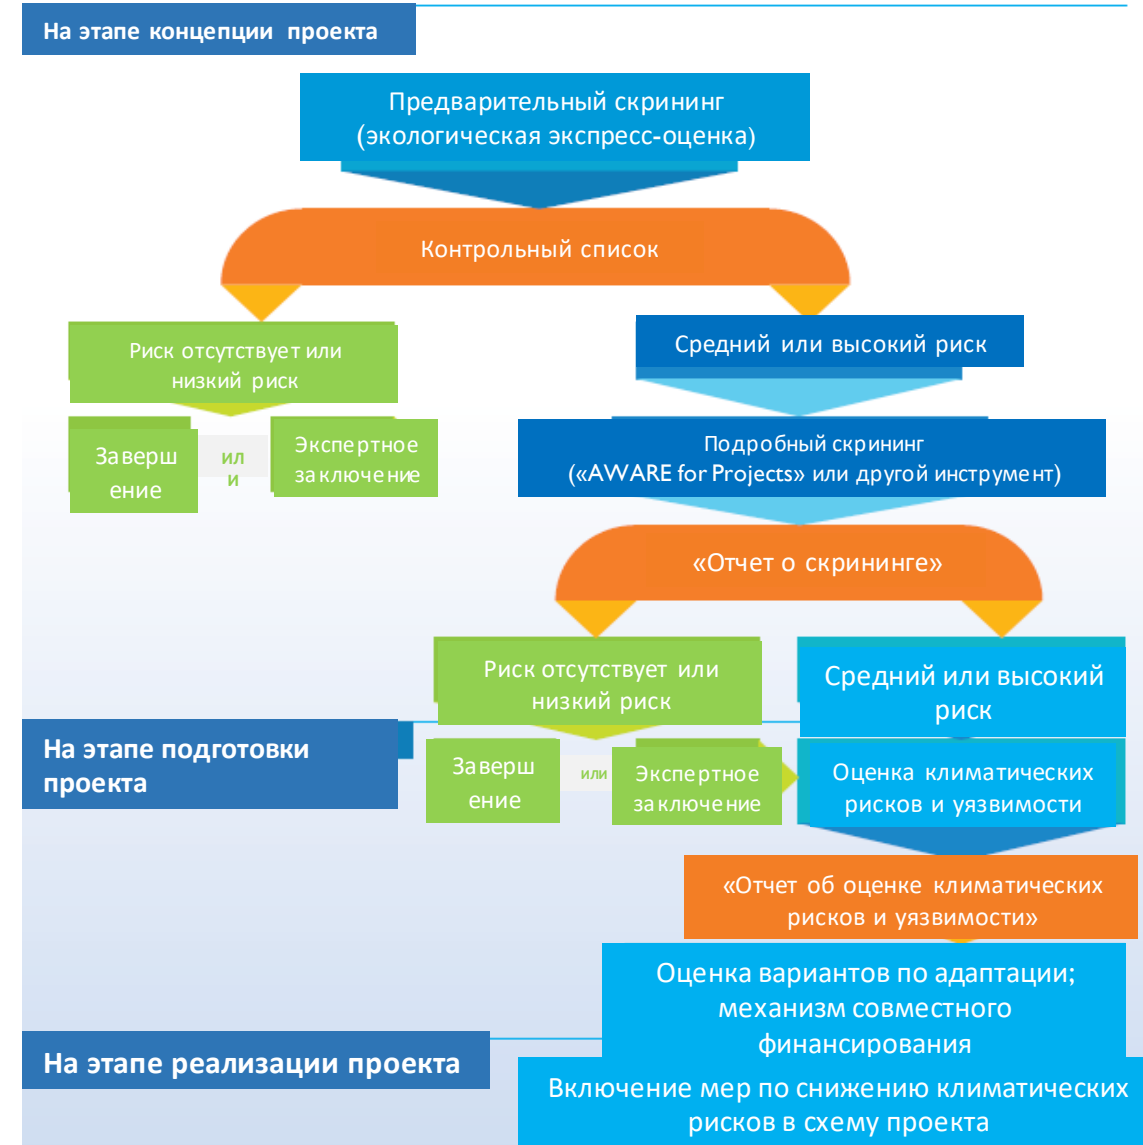 На этапе концепции проекта
Предварительный скрининг
(экологическая экспресс-оценка)
Контрольный список
Риск отсутствует или
низкий риск
Средний или высокий риск
Заверш
ение
ил
и
Экспертное
заключение
Подробный скрининг
(«AWARE for Projects» или другой инструмент)
«Отчет о скрининге»
Риск отсутствует или
низкий риск
Средний или высокий
риск
На этапе подготовки
проекта
Заверш
ение
или
Экспертное
заключение
Оценка климатических
рисков и уязвимости
«Отчет об оценке климатических
рисков и уязвимости»
Оценка вариантов по адаптации;
механизм совместного
финансирования
На этапе реализации проекта
Включение мер по снижению климатических
рисков в схему проекта